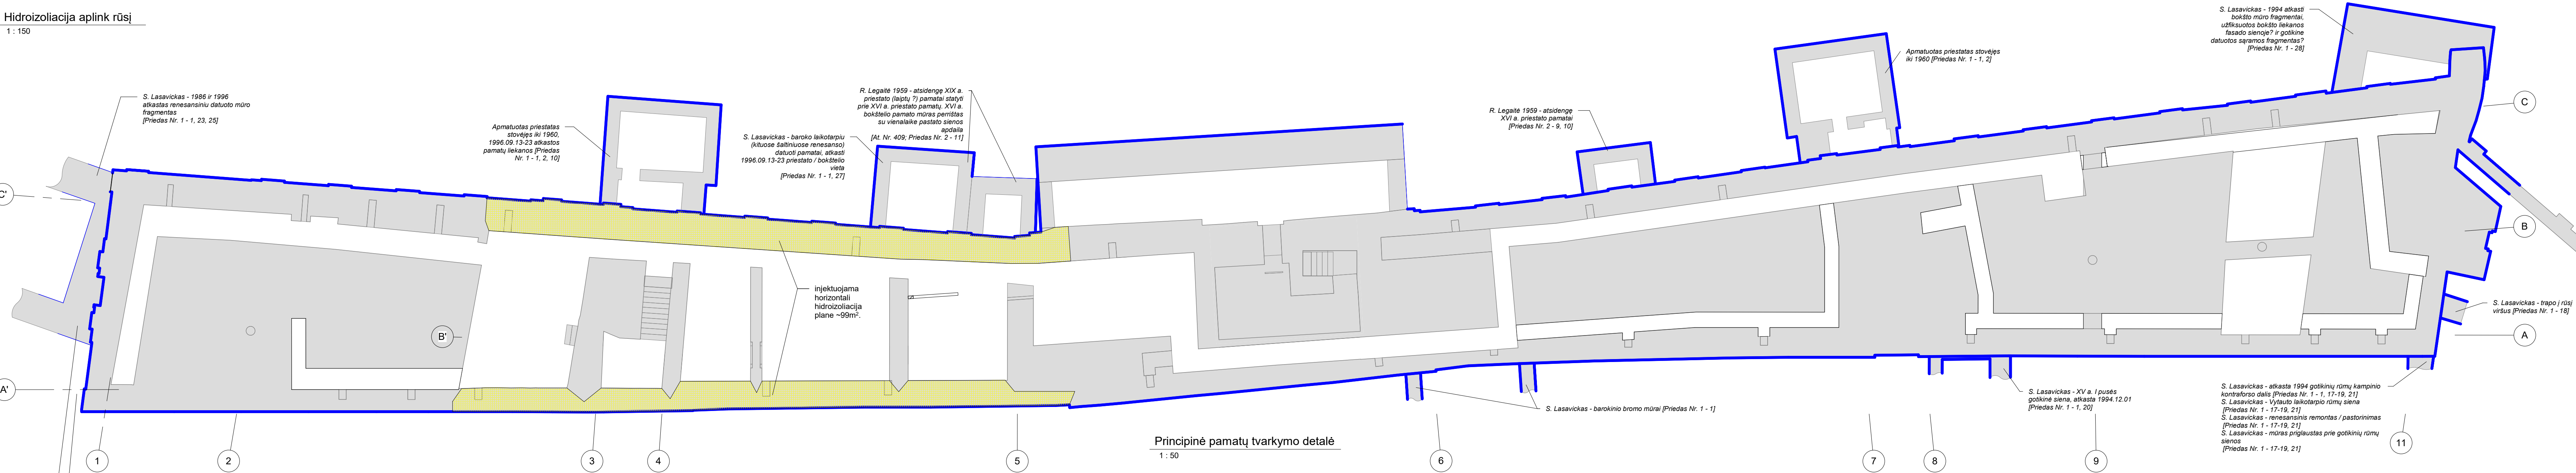 Hidroizoliacija aplink rūsį
1 : 150
S. Lasavickas - 1986 ir 1996
atkastas renesansiniu datuoto mūro
fragmentas
[Priedas Nr. 1 - 1, 23, 25]
Apmatuotas priestatas
stovėjęs iki 1960,
1996.09.13-23 atkastos
pamatų liekanos [Priedas
Nr. 1 - 1, 2, 10]
S. Lasavickas - baroko laikotarpiu
(kituose šaltiniuose renesanso)
datuoti pamatai, atkasti
1996.09.13-23 priestato / bokštelio
vieta
[Priedas Nr. 1 - 1, 27]
R. Legaitė 1959 - atsidengę XIX a.
priestato (laiptų ?) pamatai statyti
prie XVI a. priestato pamatų. XVI a.
bokštelio pamato mūras perrištas
su vienalaike pastato sienos
apdaila
[At. Nr. 409; Priedas Nr. 2 - 11]
R. Legaitė 1959 - atsidengę
XVI a. priestato pamatai
[Priedas Nr. 2 - 9, 10]
Apmatuotas priestatas stovėjęs
iki 1960 [Priedas Nr. 1 - 1, 2]
S. Lasavickas - 1994 atkasti
bokšto mūro fragmentai,
užfiksuotos bokšto liekanos
fasado sienoje? ir gotikine
datuotos sąramos fragmentas?
[Priedas Nr. 1 - 28]
C
B
A
C'
B'
A'
injektuojama
horizontali
hidroizoliacija
plane ~99m².
S. Lasavickas - trapo į rūsį
viršus [Priedas Nr. 1 - 18]
S. Lasavickas - barokinio bromo mūrai [Priedas Nr. 1 - 1]
S. Lasavickas - XV a. I pusės
gotikinė siena, atkasta 1994.12.01
[Priedas Nr. 1 - 1, 20]
S. Lasavickas - atkasta 1994 gotikinių rūmų kampinio
kontraforso dalis [Priedas Nr. 1 - 1, 17-19, 21]
S. Lasavickas - Vytauto laikotarpio rūmų siena
[Priedas Nr. 1 - 17-19, 21]
S. Lasavickas - renesansinis remontas / pastorinimas
[Priedas Nr. 1 - 17-19, 21]
S. Lasavickas - mūras priglaustas prie gotikinių rūmų
sienos
[Priedas Nr. 1 - 17-19, 21]
Principinė pamatų tvarkymo detalė
1 : 50
1
2
3
4
5
6
7
8
9
11